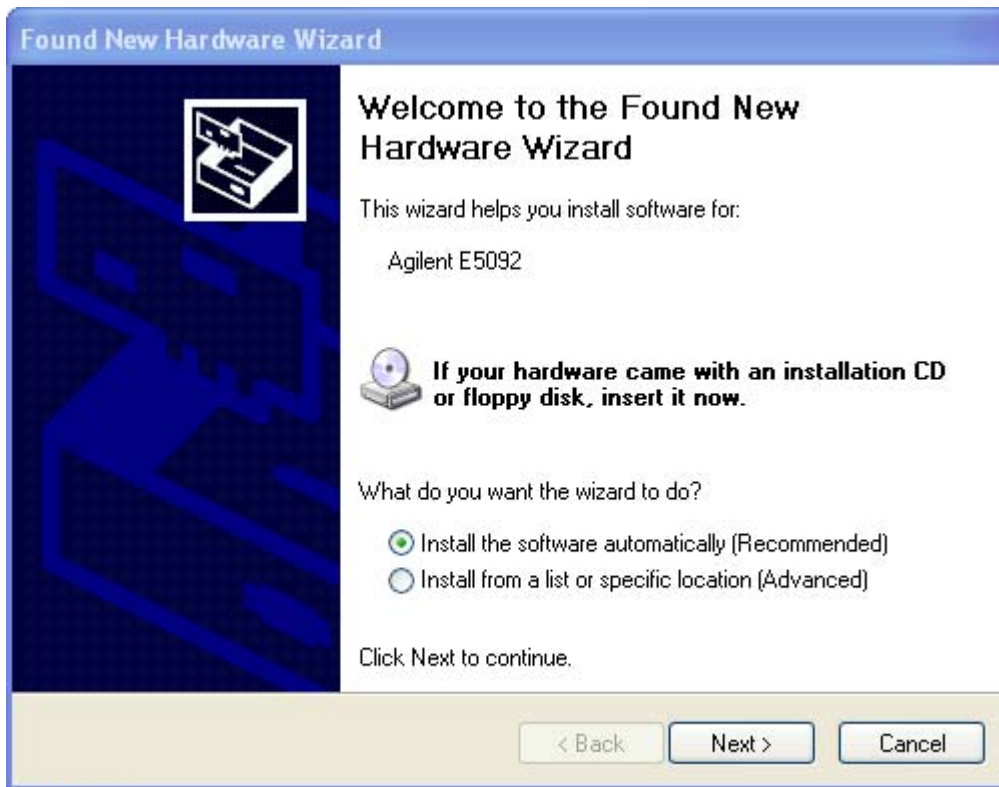 Found New Hardware Wizard
Welcome to the Found New
Hardware Wizard
This wizard helps you install software for:
Agilent E5092
If your hardware came with an installation CD
or floppy disk, insert it now.
What do you want the wizard to do?
Install the software automatically (Recommended)
Install from a list or specific location (Advanced)
Click Next to continue.
< Back
Next >
Cancel